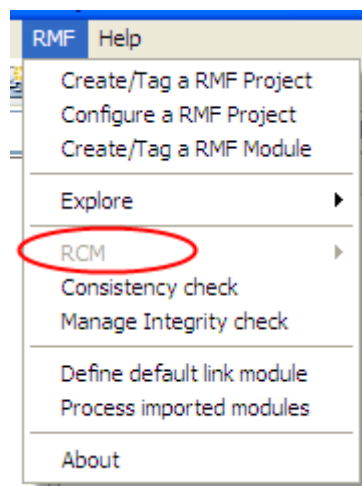 RMF Help
Create/Tag a RMF Project
Configure a RMF Project
Create/Tag a RMF Module
Explore
RCM
Consistency check
Manage Integrity check
Define default link module
Process imported modules
About